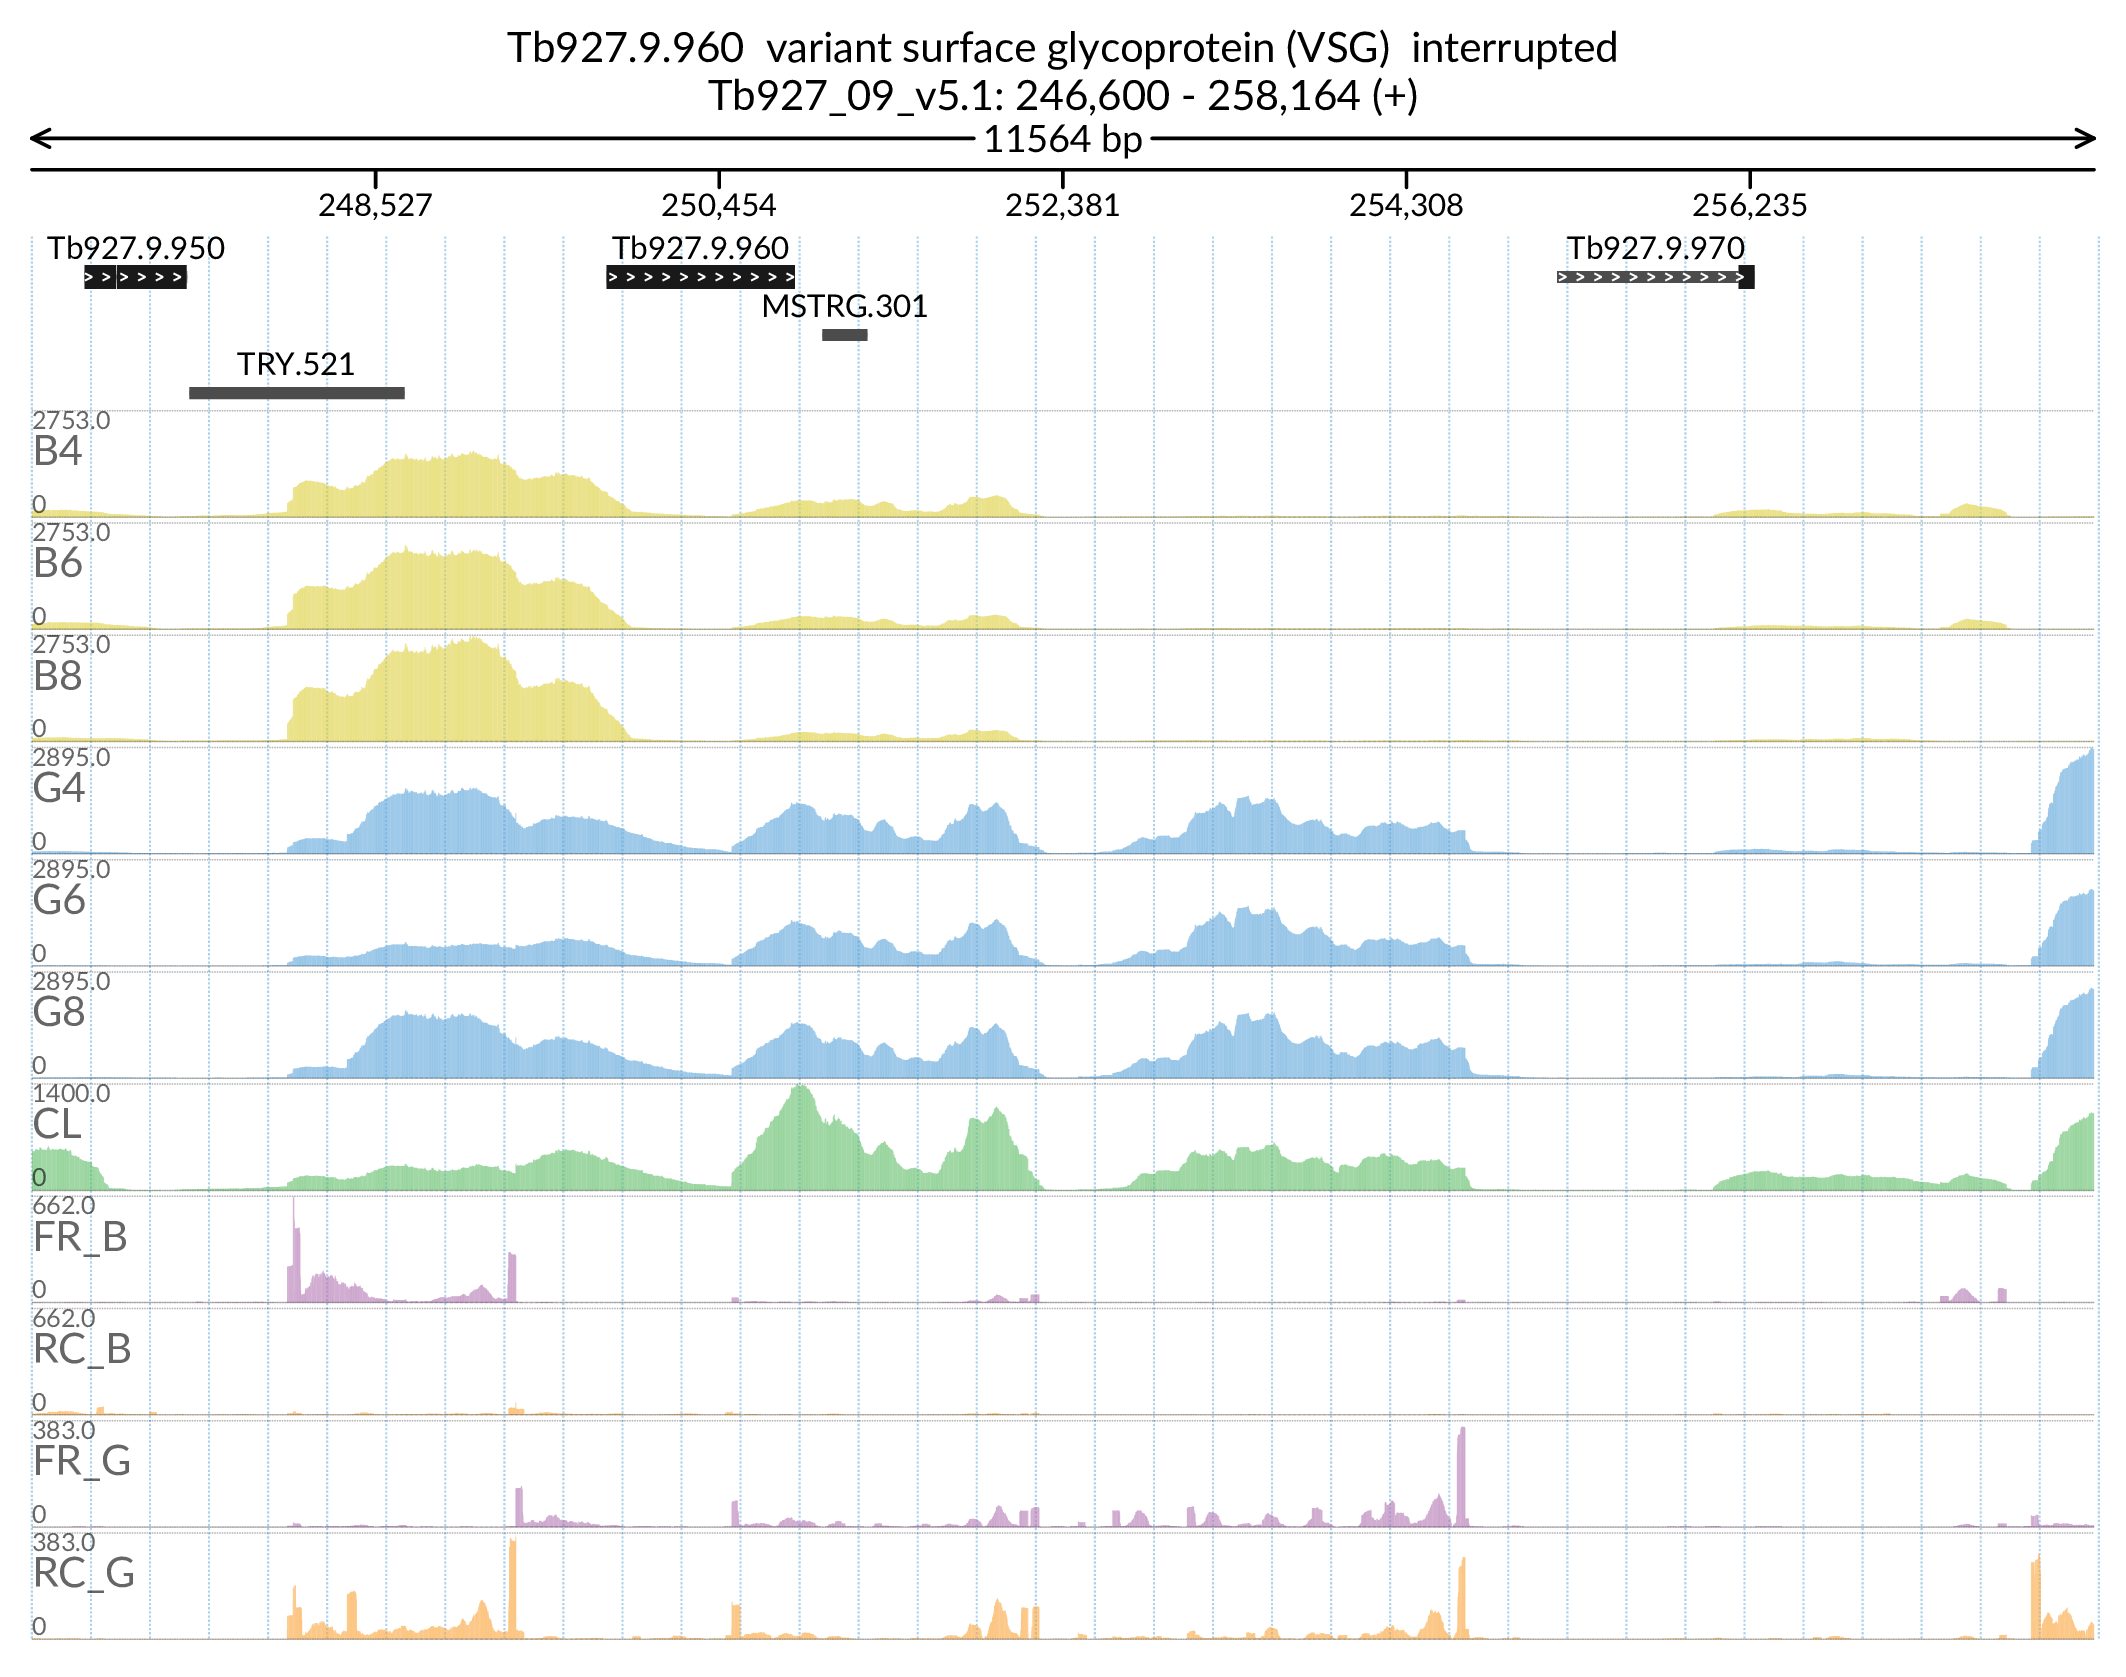 Tb927.9.960  variant surface glycoprotein (VSG)  interrupted
Tb927_09_v5.1: 246,600 - 258,164 (+)
11564 bp
248,527 250,454 252,381 254,308 256,235
Tb927.9.950 Tb927.9.960 Tb927.9.970
MSTRG.301
TRY.521
2753.0
B4
0
2753.0
B6
0
2753.0
B8
0
2895.0
G4
0
2895.0
G6
0
2895.0
G8
0
1400.0
CL
0
662.0
FR_B
0
662.0
RC_B
0
383.0
FR_G
0
383.0
RC_G
0